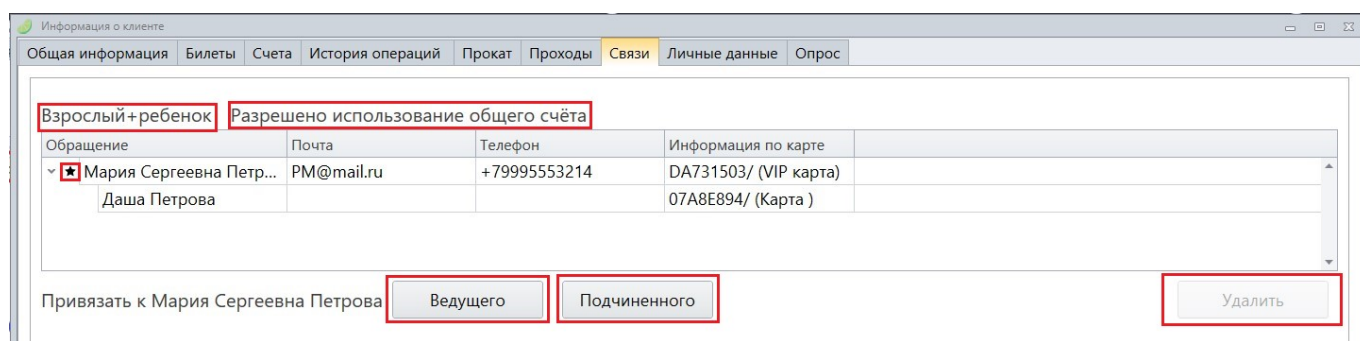 Информация о клиенте
Общая информация Билеты Счета История операций Прокат Проходы Связи Личные данные Опрос
Взрослый+ребенок Разрешено использование общего счёта
Обращение Почта Телефон Информация по карте
Мария Сергеевна Петр... PM@mail.ru +79995553214 DA731503/ (VIP карта)
Даша Петрова 07A8E894/ (Карта )
Привязать к Мария Сергеевна Петрова Ведущего Подчиненного Удалить